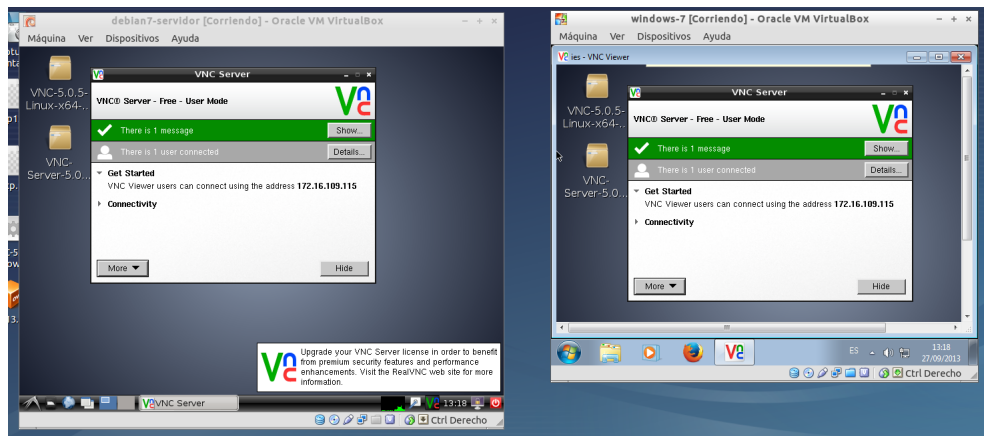 debian7-servidor [Corriendo] - Oracle VM VirtualBox
Máquina Ver Dispositivos Ayuda
VNC-5.0.5-
Linux-x64-...
VNC-
Server-5.0...
VNC Server
VNC® Server - Free - User Mode
There is 1 message
Show...
There is 1 user connected
Details...
Get Started
VNC Viewer users can connect using the address 172.16.109.115
Connectivity
More
Hide
Upgrade your VNC Server license in order to benefit
from premium security features and performance
enhancements. Visit the RealVNC web site for more
information.
VNC Server
13:18
Ctrl Derecho
windows-7 [Corriendo] - Oracle VM VirtualBox
Máquina Ver Dispositivos Ayuda
ies - VNC Viewer
VNC-5.0.5-
Linux-x64-...
VNC-
Server-5.0...
VNC Server
VNC® Server - Free - User Mode
There is 1 message
Show...
There is 1 user connected
Details...
Get Started
VNC Viewer users can connect using the address 172.16.109.115
Connectivity
More
Hide
ES
13:18
27/09/2013
Ctrl Derecho